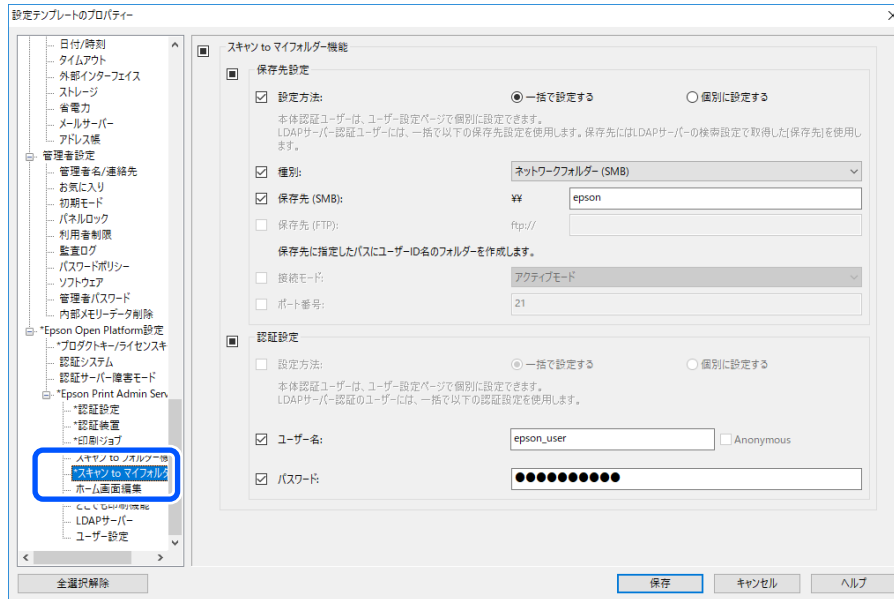 設定テンプレートのプロパティー
日付/時刻
タイムアウト
外部インターフェイス
ストレージ
省電力
メールサーバー
アドレス帳
管理者設定
管理者名/連絡先
お気に入り
初期モード
パネルロック
利用者制限
監査ログ
パスワードポリシー
ソフトウェア
管理者パスワード
内部メモリーデータ削除
*Epson Open Platform設定
*プロダクトキー/ライセンスキ
認証システム
認証サーバー障害モード
*Epson Print Admin Serv
*認証設定
*認証装置
*印刷ジョブ
スキャン to フォルダー機
*スキャン to マイフォルダ
ホーム画面編集
どこでも印刷機能
LDAPサーバー
ユーザー設定
全選択解除
スキャン to マイフォルダー機能
保存先設定
設定方法: 一括で設定する 個別に設定する
本体認証ユーザーは、ユーザー設定ページで個別に設定できます。
LDAPサーバー認証ユーザーには、一括で以下の保存先設定を使用します。保存先にはLDAPサーバーの検索設定で取得した[保存先]を使用し
ます。
種別: ネットワークフォルダー (SMB)
保存先 (SMB): ¥¥ epson
保存先 (FTP): ftp://
保存先に指定したパスにユーザーID名のフォルダーを作成します。
接続モード: アクティブモード
ポート番号: 21
認証設定
設定方法: 一括で設定する 個別に設定する
本体認証ユーザーは、ユーザー設定ページで個別に設定できます。
LDAPサーバー認証のユーザーには、一括で以下の認証設定を使用します。
ユーザー名: epson_user Anonymous
パスワード: ●●●●●●●●●●
保存 キャンセル ヘルプ